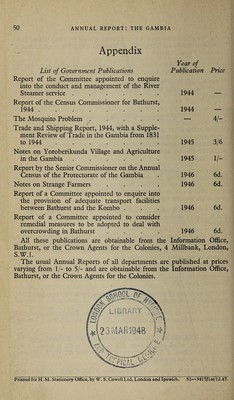 50 ANNUAL REPORT: THE GAMBIA
Appendix
Year of
List of Government Publications Publication Price
Report of the Committee appointed to enquire
into the conduct and management of the River
Steamer service . 1944 —
Report of the Census Commissioner for Bathurst,
1944 . . . . . . . 1944 —
The Mosquito Problem . . . . . — 4/–
Trade and Shipping Report, 1944, with a Supple-
ment Review of Trade in the Gambia from 1831
to 1944 . . . . . . . 1945 3/6
Notes on Yoroberikunda Village and Agriculture
in the Gambia . . . . . . 1945 1/–
Report by the Senior Commissioner on the Annual
Census of the Protectorate of the Gambia . 1946 6d.
Notes on Strange Farmers . . . . 1946 6d.
Report of a Committee appointed to enquire into
the provision of adequate transport facilities
between Bathurst and the Kombo . . . 1946 6d.
Report of a Committee appointed to consider
remedial measures to be adopted to deal with
overcrowding in Bathurst . . . . 1946 6d.
All these publications are obtainable from the Information Office,
Bathurst, or the Crown Agents for the Colonies, 4 Millbank, London,
S.W.1.
The usual Annual Reports of all departments are published at prices
varying from 1/- to 5/- and are obtainable from the Information Office,
Bathurst, or the Crown Agents for the Colonies.
LONDON SCHOOL OF HYGIENE
LIBRARY
23 MAR 1948
TROPICAL
Printed for H. M. Stationery Office, by W. S. Cowell Ltd, London and Ipswich.